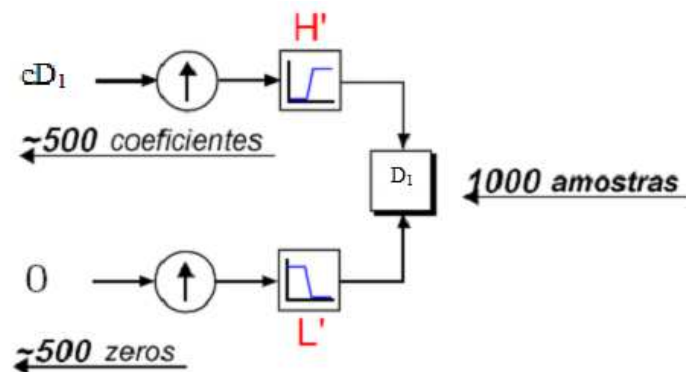 H'
cD₁
~500 coeficientes
D₁
1000 amostras
0
L'
~500 zeros